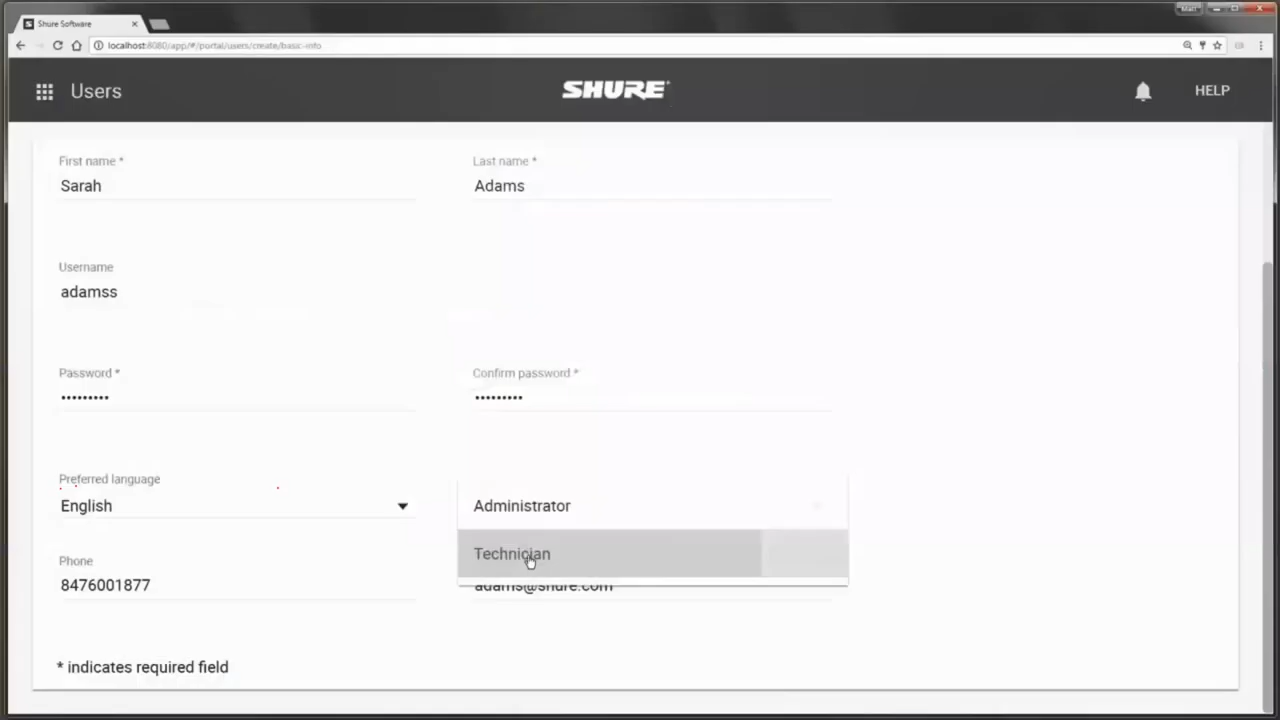 Matt
Shure Software
localhost:8080/app/#/portal/users/create/basic-info
Users
SHURE
HELP
First name *
Last name *
Sarah
Adams
Username
adamss
Password *
Confirm password *
•••••••••
•••••••••
Preferred language
English
Administrator
Technician
Phone
8476001877
adams@shure.com
* indicates required field